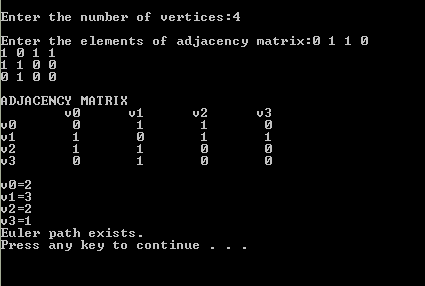 Enter the number of vertices:4
Enter the elements of adjacency matrix:0 1 1 0
1 0 1 1
1 1 0 0
0 1 0 0
ADJACENCY MATRIX
v0 v1 v2 v3
v0 0 1 1 0
v1 1 0 1 1
v2 1 1 0 0
v3 0 1 0 0
v0=2
v1=3
v2=2
v3=1
Euler path exists.
Press any key to continue . . .